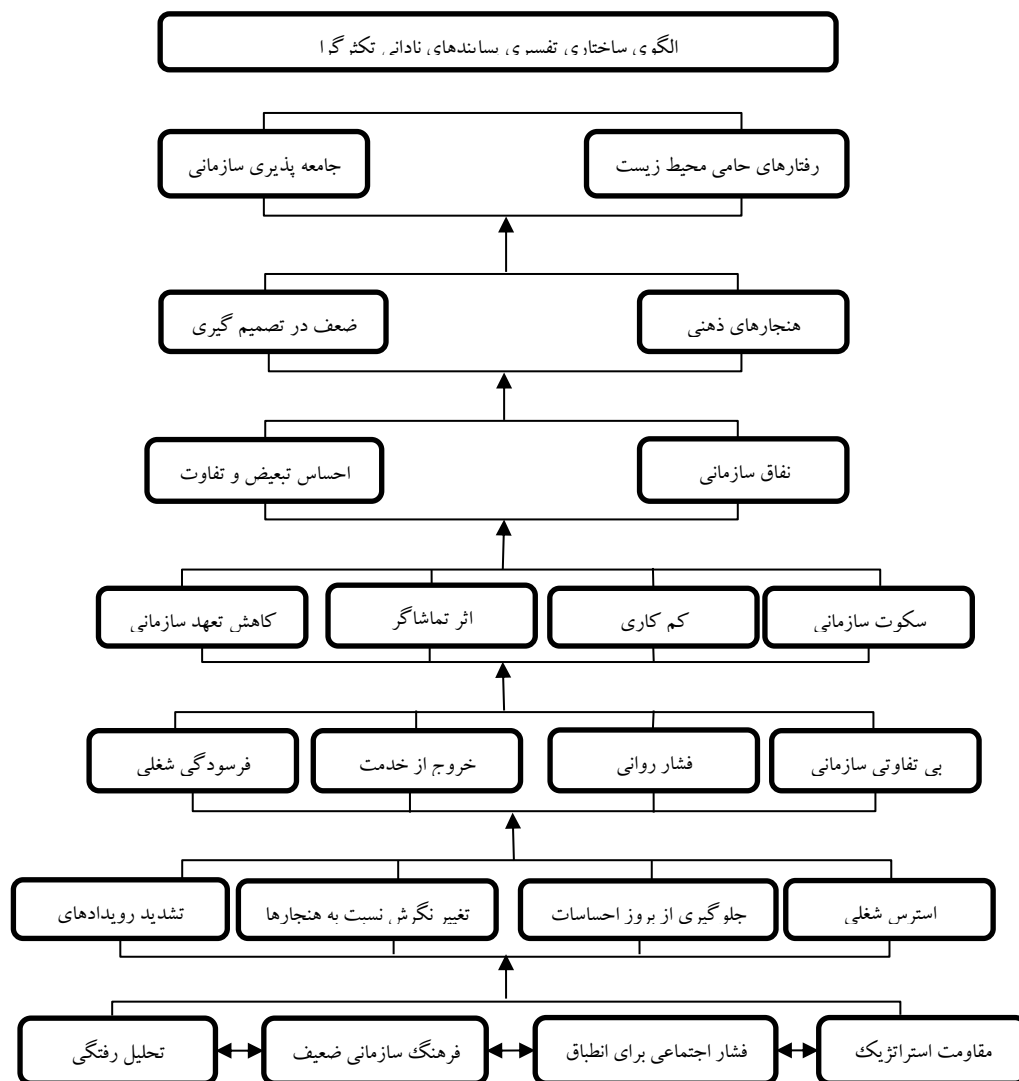 الگوی ساختاری تفسیری پسایندهای نادانی تکثرگرا
رفتارهای حامی محیط زیست
جامعه پذیری سازمانی
هنجارهای ذهنی
ضعف در تصمیم گیری
نفاق سازمانی
احساس تبعیض و تفاوت
سکوت سازمانی
کم کاری
اثر تماشاگر
کاهش تعهد سازمانی
بی تفاوتی سازمانی
فشار روانی
خروج از خدمت
فرسودگی شغلی
استرس شغلی
جلوگیری از بروز احساسات
تغییر نگرش نسبت به هنجارها
تشدید رویدادهای
مقاومت استراتژیک
فشار اجتماعی برای انطباق
فرهنگ سازمانی ضعیف
تحلیل رفتگی